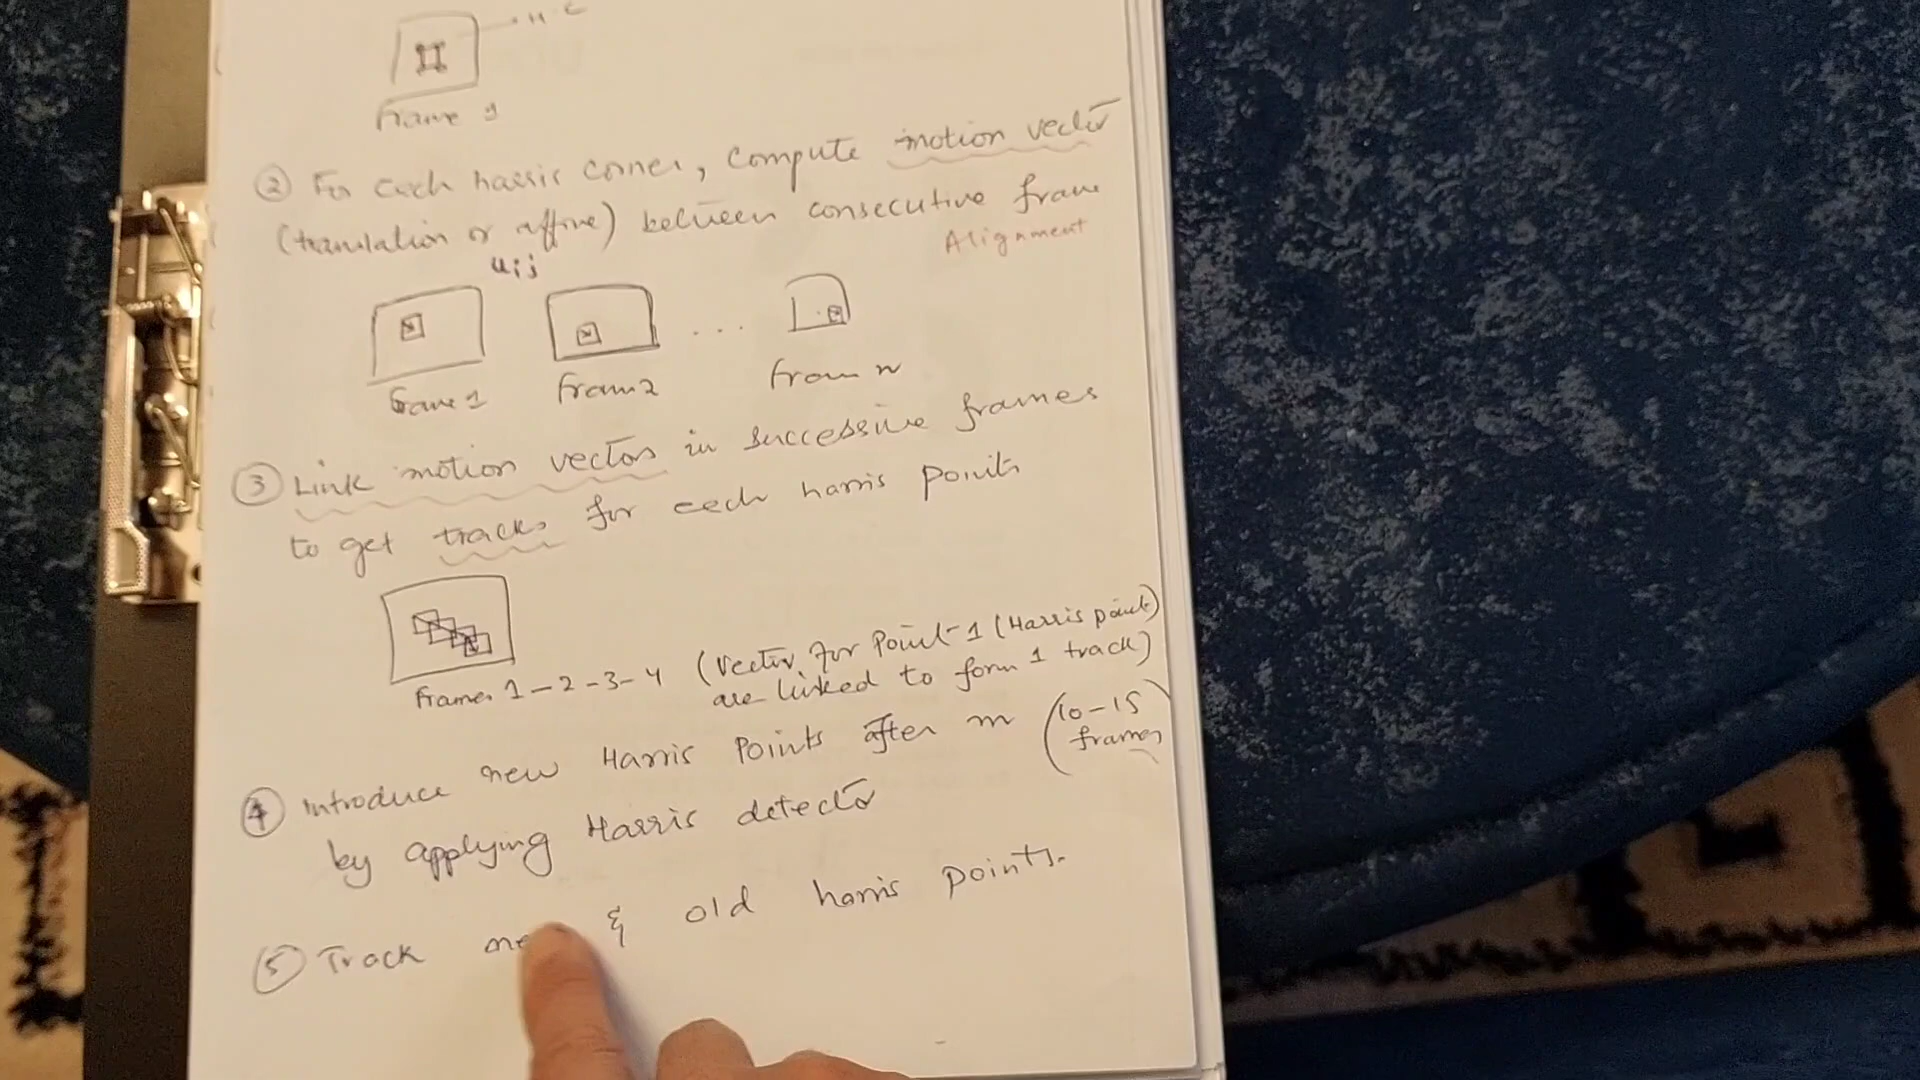 H C
frame 1
② For each harris corner, compute motion vector
(translation or affine) between consecutive frame
Alignment
uij
frame 1 fram 2 ... fram n
③ Link motion vectors in successive frames
to get tracks for each harris points
Frames 1-2-3-4 (Vector for Point-1 (Harris point)
are linked to form 1 track)
④ Introduce new Harris Points after m (10-15
frames)
by applying Harris detector
⑤ Track & old harris points.